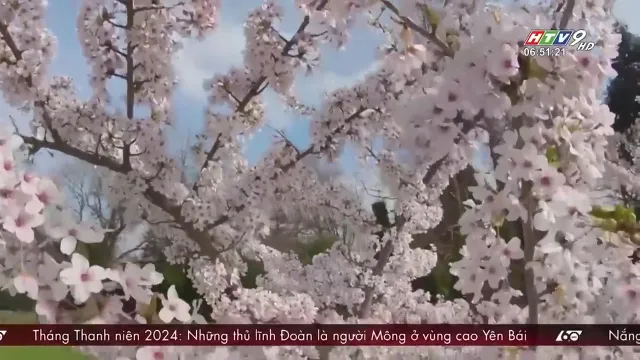 HTV9 HD
06:51:21
Tháng Thanh niên 2024: Những thủ lĩnh Đoàn là người Mông ở vùng cao Yên Bái 60 Nắng